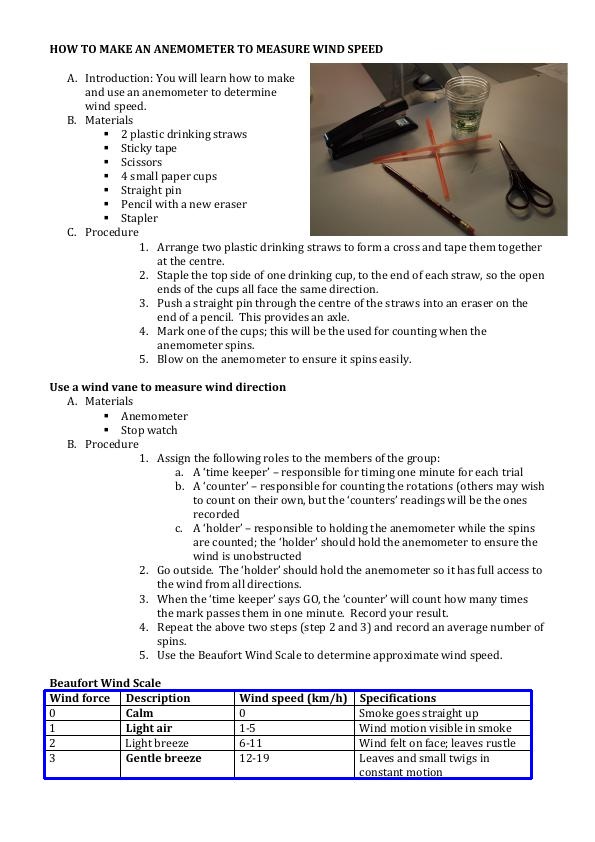 HOW TO MAKE AN ANEMOMETER TO MEASURE WIND SPEED
A. Introduction: You will learn how to make
and use an anemometer to determine
wind speed.
B. Materials
▪ 2 plastic drinking straws
▪ Sticky tape
▪ Scissors
▪ 4 small paper cups
▪ Straight pin
▪ Pencil with a new eraser
▪ Stapler
C. Procedure
1. Arrange two plastic drinking straws to form a cross and tape them together
at the centre.
2. Staple the top side of one drinking cup, to the end of each straw, so the open
ends of the cups all face the same direction.
3. Push a straight pin through the centre of the straws into an eraser on the
end of a pencil. This provides an axle.
4. Mark one of the cups; this will be the used for counting when the
anemometer spins.
5. Blow on the anemometer to ensure it spins easily.
Use a wind vane to measure wind direction
A. Materials
▪ Anemometer
▪ Stop watch
B. Procedure
1. Assign the following roles to the members of the group:
a. A ‘time keeper’ – responsible for timing one minute for each trial
b. A ‘counter’ – responsible for counting the rotations (others may wish
to count on their own, but the ‘counters’ readings will be the ones
recorded
c. A ‘holder’ – responsible to holding the anemometer while the spins
are counted; the ‘holder’ should hold the anemometer to ensure the
wind is unobstructed
2. Go outside. The ‘holder’ should hold the anemometer so it has full access to
the wind from all directions.
3. When the ‘time keeper’ says GO, the ‘counter’ will count how many times
the mark passes them in one minute. Record your result.
4. Repeat the above two steps (step 2 and 3) and record an average number of
spins.
5. Use the Beaufort Wind Scale to determine approximate wind speed.
Beaufort Wind Scale
Wind force Description Wind speed (km/h) Specifications
0 Calm 0 Smoke goes straight up
1 Light air 1-5 Wind motion visible in smoke
2 Light breeze 6-11 Wind felt on face; leaves rustle
3 Gentle breeze 12-19 Leaves and small twigs in
constant motion